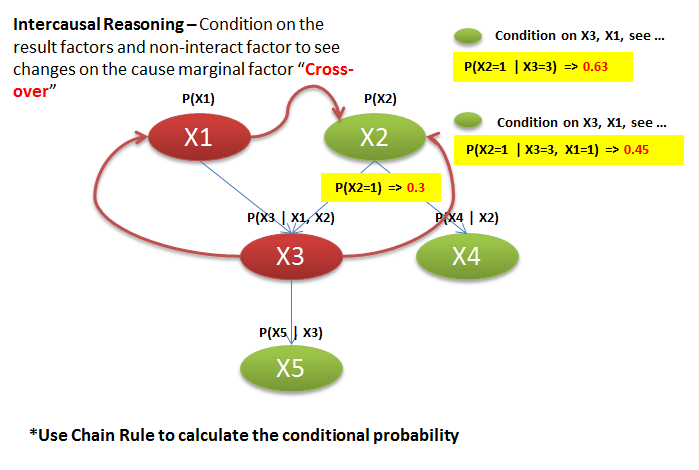 Intercausal Reasoning – Condition on the
result factors and non-interact factor to see
changes on the cause marginal factor “Cross-
over”
Condition on X3, X1, see ...
P(X2=1 | X3=3) => 0.63
Condition on X3, X1, see ...
P(X2=1 | X3=3, X1=1) => 0.45
P(X1)
P(X2)
X1
X2
P(X2=1) => 0.3
P(X3 | X1, X2)
P(X4 | X2)
X3
X4
P(X5 | X3)
X5
*Use Chain Rule to calculate the conditional probability